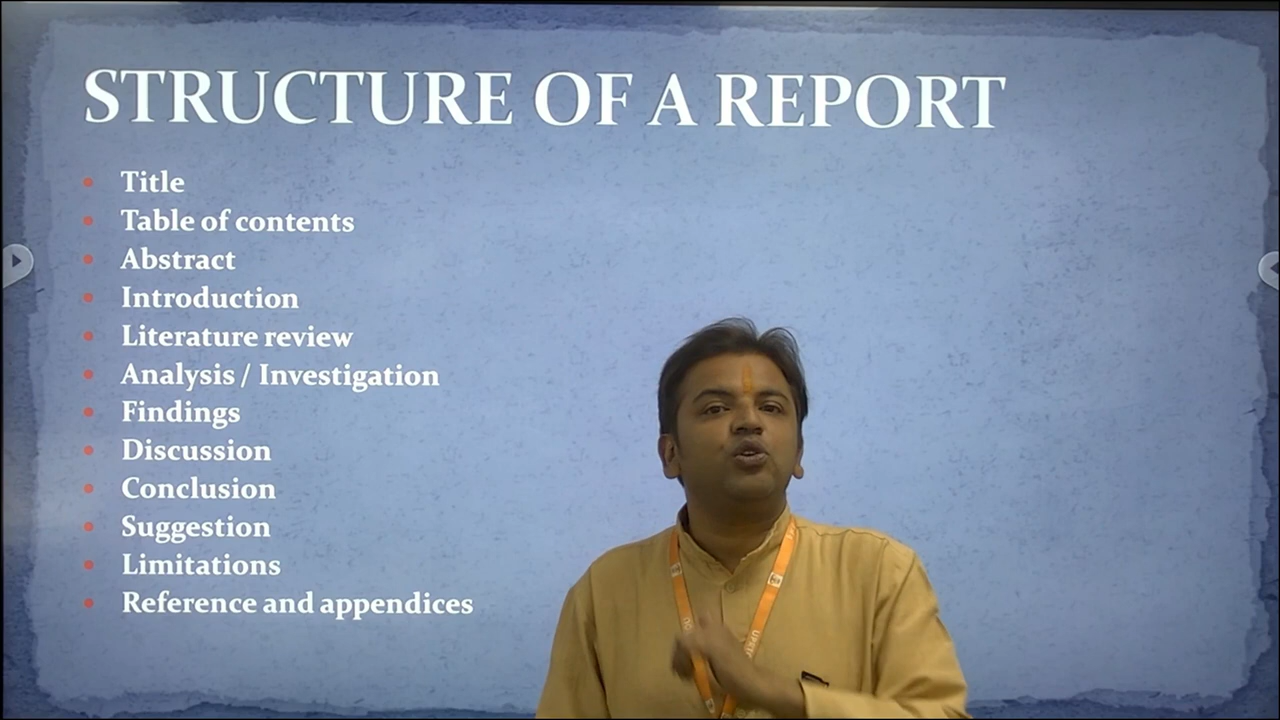 STRUCTURE OF A REPORT
• Title
• Table of contents
• Abstract
• Introduction
• Literature review
• Analysis / Investigation
• Findings
• Discussion
• Conclusion
• Suggestion
• Limitations
• Reference and appendices